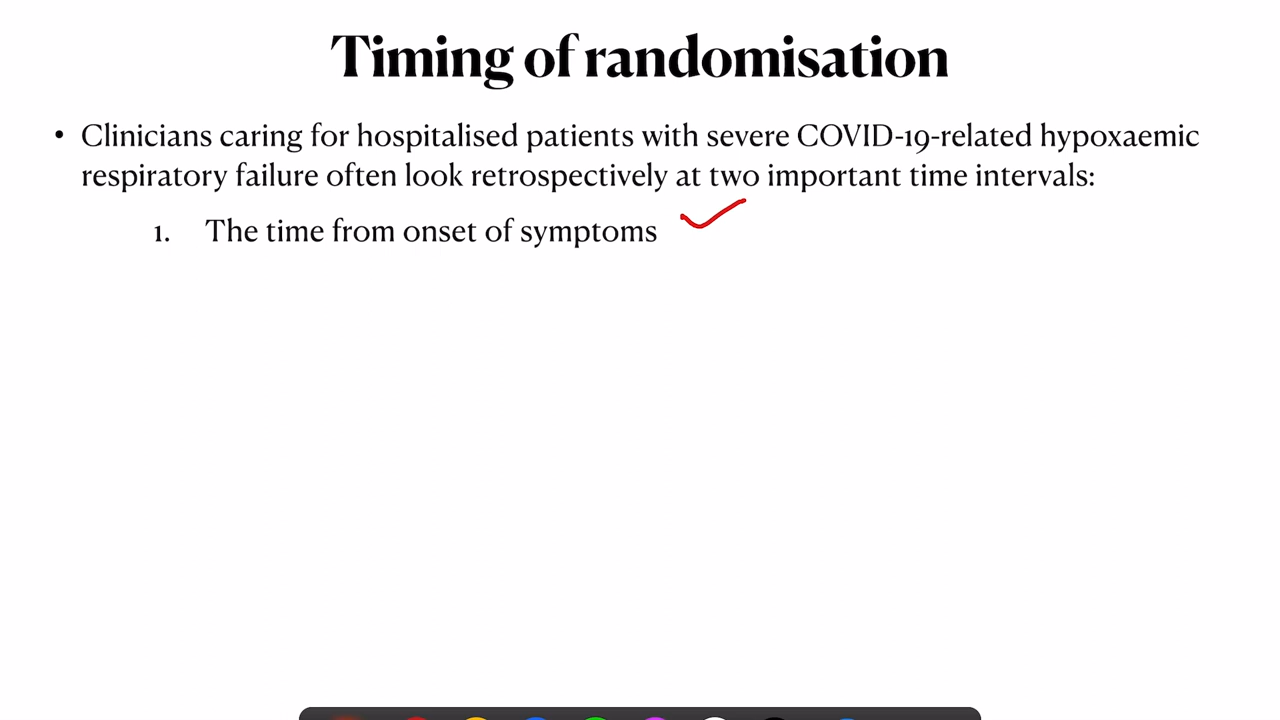 Timing of randomisation
• Clinicians caring for hospitalised patients with severe COVID-19-related hypoxaemic
respiratory failure often look retrospectively at two important time intervals:
1. The time from onset of symptoms